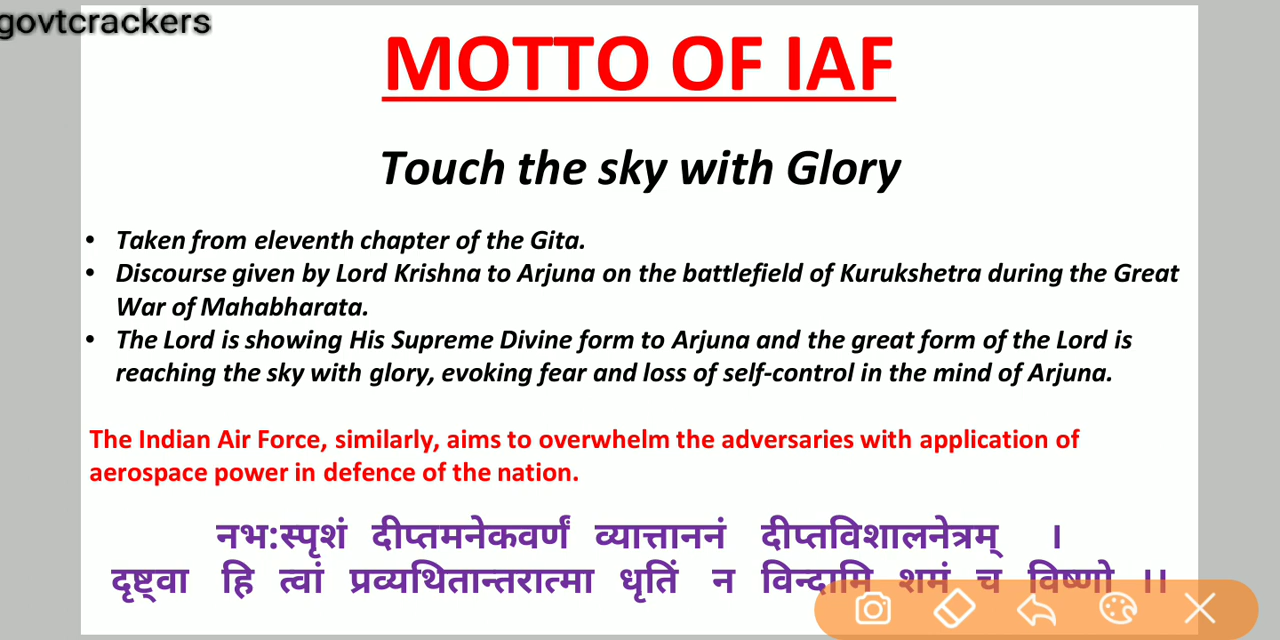 govtcrackers
MOTTO OF IAF
Touch the sky with Glory
• Taken from eleventh chapter of the Gita.
• Discourse given by Lord Krishna to Arjuna on the battlefield of Kurukshetra during the Great
War of Mahabharata.
• The Lord is showing His Supreme Divine form to Arjuna and the great form of the Lord is
reaching the sky with glory, evoking fear and loss of self-control in the mind of Arjuna.
The Indian Air Force, similarly, aims to overwhelm the adversaries with application of
aerospace power in defence of the nation.
नभ:स्पृशं दीप्तमनेकवर्णं व्यात्ताननं दीप्तविशालनेत्रम् ।
दृष्ट्वा हि त्वां प्रव्यथितान्तरात्मा धृतिं न विन्दामि शमं च विष्णो ।।